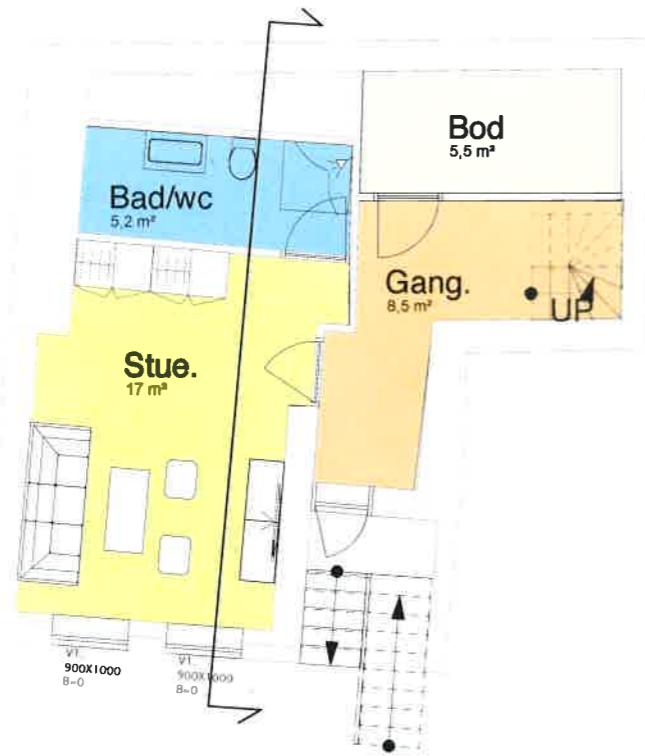 Bod
5,5 m²
Bad/wc
5,2 m²
Gang.
8,5 m²
UP
Stue.
17 m²
V1
900X1000
B=0
V1
900X1000
B=0